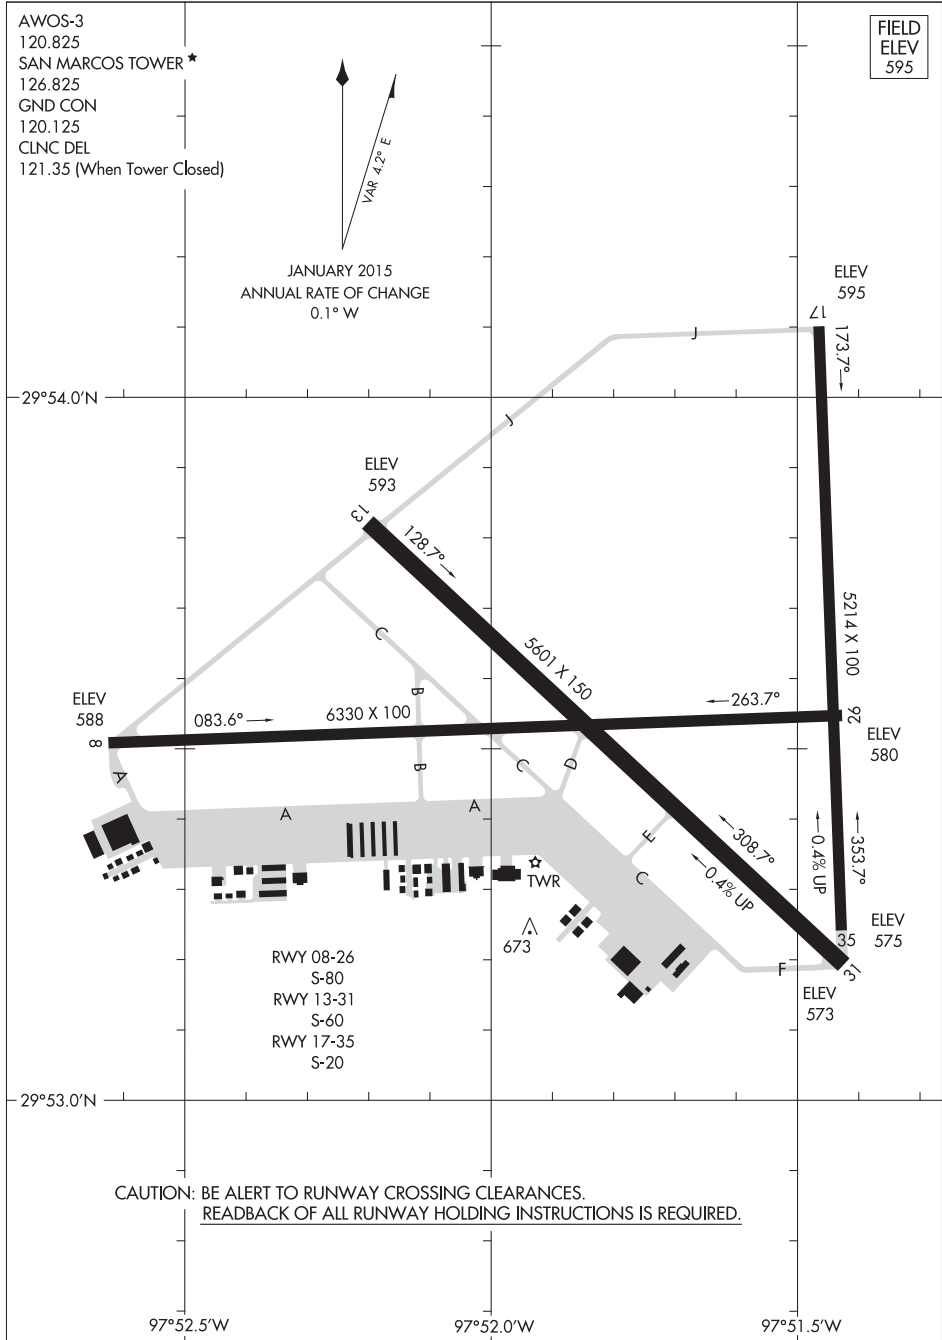 AWOS-3
120.825
SAN MARCOS TOWER ★
126.825
GND CON
120.125
CLNC DEL
121.35 (When Tower Closed)
FIELD
ELEV
595
VAR 4.2° E
JANUARY 2015
ANNUAL RATE OF CHANGE
0.1° W
ELEV
595
17
173.7°
J
29°54.0'N
J
ELEV
593
13
128.7°
5214 X 100
C
5601 X 150
B
ELEV
588
083.6°
6330 X 100
263.7°
26
8
ELEV
580
A
B
C
D
A
A
E
308.7°
0.4% UP
0.4% UP
353.7°
TWR
C
673
35
ELEV
575
F
31
ELEV
573
RWY 08-26
S-80
RWY 13-31
S-60
RWY 17-35
S-20
29°53.0'N
CAUTION: BE ALERT TO RUNWAY CROSSING CLEARANCES.
READBACK OF ALL RUNWAY HOLDING INSTRUCTIONS IS REQUIRED.
97°52.5'W
97°52.0'W
97°51.5'W